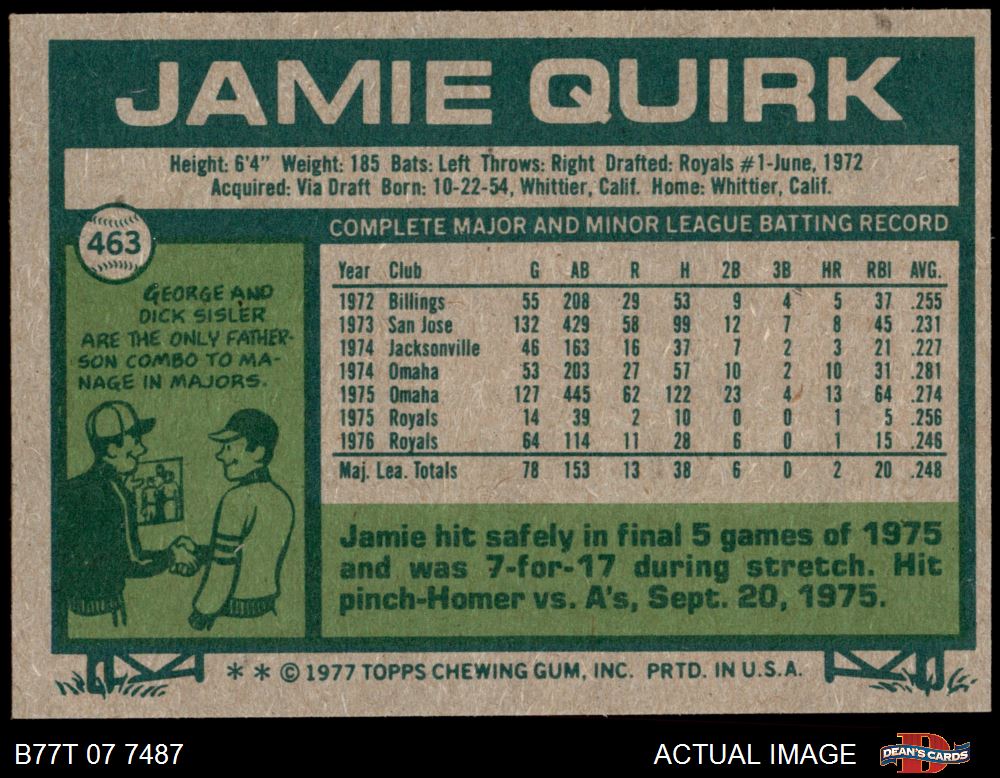 JAMIE QUIRK
Height: 6'4" Weight: 185 Bats: Left Throws: Right Drafted: Royals #1-June, 1972
Acquired: Via Draft Born: 10-22-54, Whittier, Calif. Home: Whittier, Calif.
463
GEORGE AND
DICK SISLER
ARE THE ONLY FATHER-
SON COMBO TO MA-
NAGE IN MAJORS.
COMPLETE MAJOR AND MINOR LEAGUE BATTING RECORD
Year Club G AB R H 2B 3B HR RBI AVG.
1972 Billings 55 208 29 53 9 4 5 37 .255
1973 San Jose 132 429 58 99 12 7 8 45 .231
1974 Jacksonville 46 163 16 37 7 2 3 21 .227
1974 Omaha 53 203 27 57 10 2 10 31 .281
1975 Omaha 127 445 62 122 23 4 13 64 .274
1975 Royals 14 39 2 10 0 0 1 5 .256
1976 Royals 64 114 11 28 6 0 1 15 .246
Maj. Lea. Totals 78 153 13 38 6 0 2 20 .248
Jamie hit safely in final 5 games of 1975
and was 7-for-17 during stretch. Hit
pinch-Homer vs. A's, Sept. 20, 1975.
* * © 1977 TOPPS CHEWING GUM, INC. PRTD. IN U.S.A.
B77T 07 7487
ACTUAL IMAGE
DEAN'S CARDS